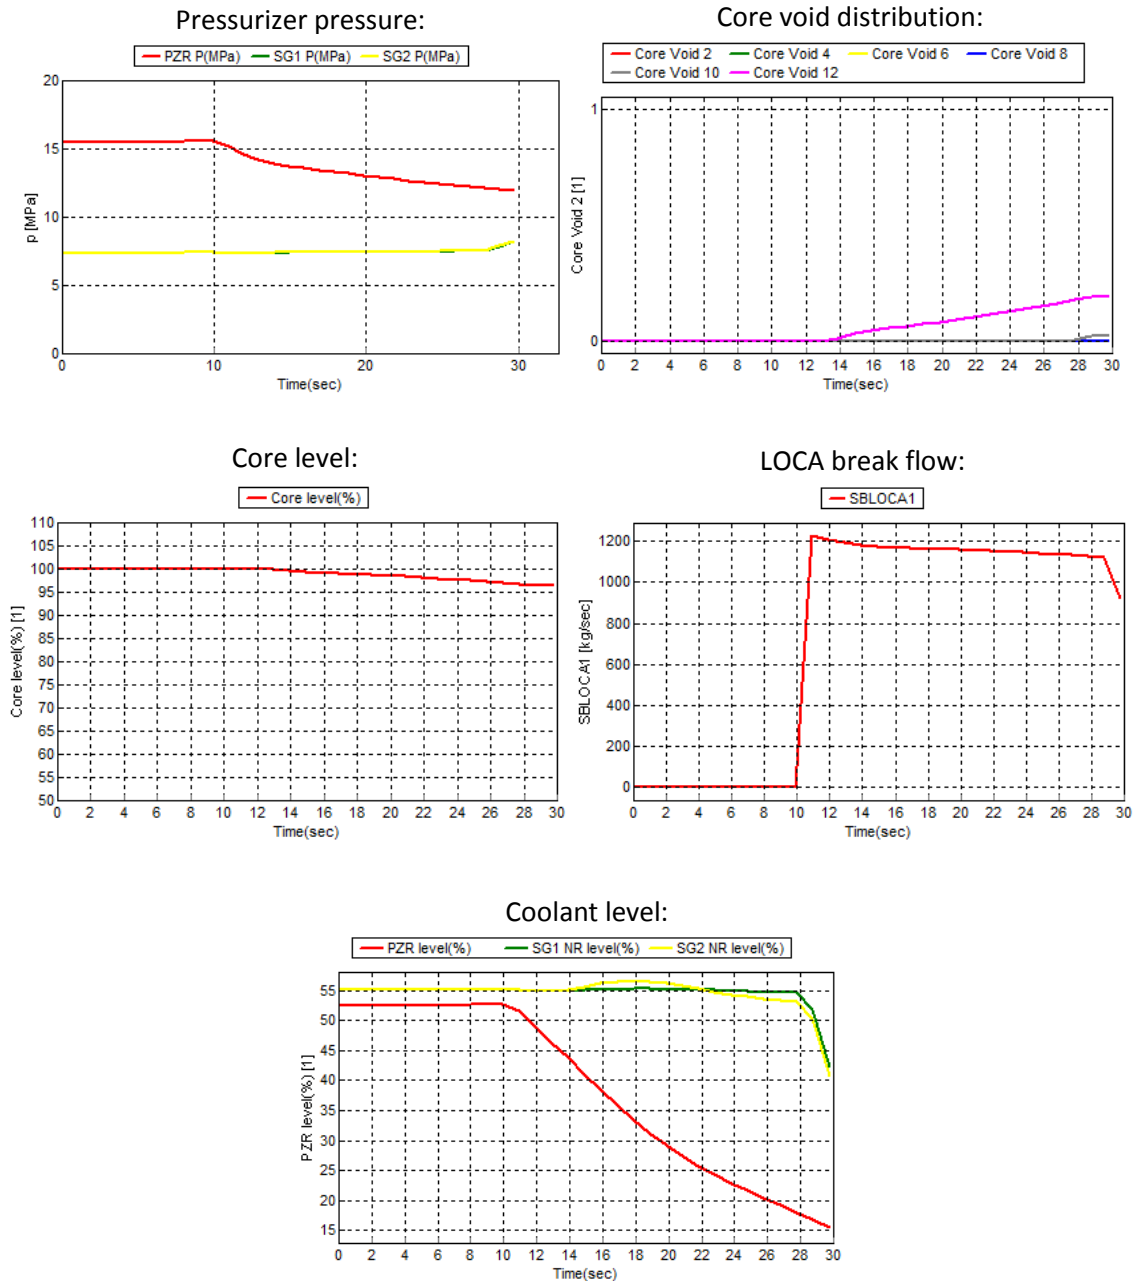 Pressurizer pressure:
PZR P(MPa) SG1 P(MPa) SG2 P(MPa)
20
15
10
5
0
p [MPa]
0 10 20 30
Time(sec)
Core void distribution:
Core Void 2 Core Void 4 Core Void 6 Core Void 8
Core Void 10 Core Void 12
1
0
Core Void 2 [1]
0 2 4 6 8 10 12 14 16 18 20 22 24 26 28 30
Time(sec)
Core level:
Core level(%)
110
105
100
95
90
85
80
75
70
65
60
55
50
Core level(%) [1]
0 2 4 6 8 10 12 14 16 18 20 22 24 26 28 30
Time(sec)
LOCA break flow:
SBLOCA1
1200
1000
800
600
400
200
0
SBLOCA1 [kg/sec]
0 2 4 6 8 10 12 14 16 18 20 22 24 26 28 30
Time(sec)
Coolant level:
PZR level(%) SG1 NR level(%) SG2 NR level(%)
55
50
45
40
35
30
25
20
15
PZR level(%) [1]
0 2 4 6 8 10 12 14 16 18 20 22 24 26 28 30
Time(sec)